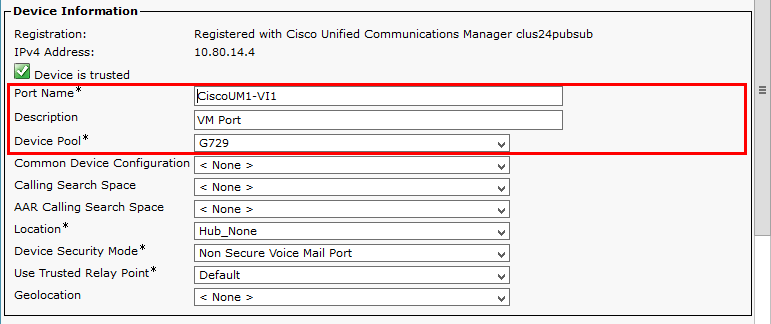 Device Information
Registration: Registered with Cisco Unified Communications Manager clus24pubsub
IPv4 Address: 10.80.14.4
Device is trusted
Port Name* CiscoUM1-VI1
Description VM Port
Device Pool* G729
Common Device Configuration < None >
Calling Search Space < None >
AAR Calling Search Space < None >
Location* Hub_None
Device Security Mode* Non Secure Voice Mail Port
Use Trusted Relay Point* Default
Geolocation < None >